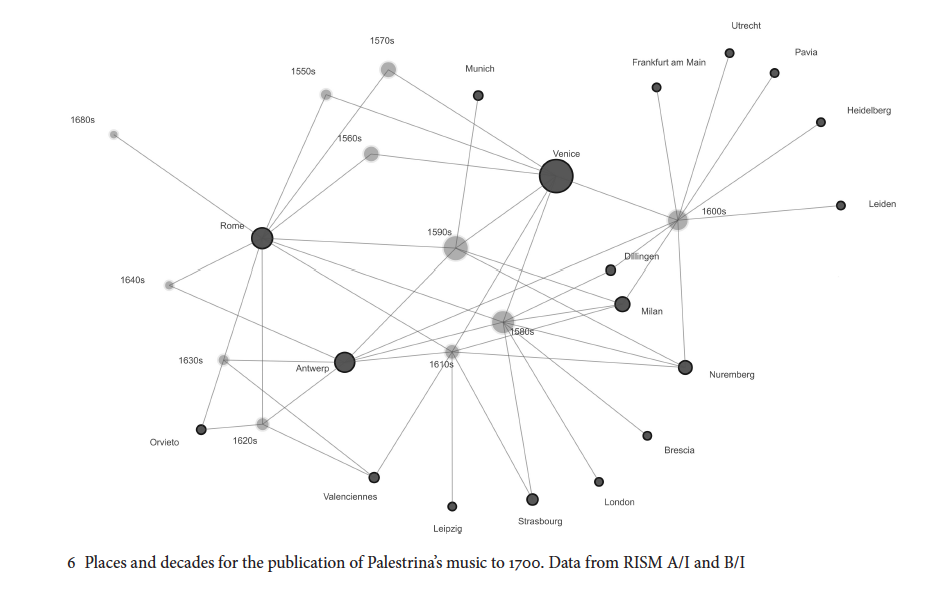 Utrecht
1570s
Pavia
Frankfurt am Main
Munich
1550s
Heidelberg
1680s
1560s
Venice
Leiden
1600s
Rome
1590s
Dillingen
1640s
Milan
1580s
1630s
Antwerp
1610s
Nuremberg
Orvieto
1620s
Brescia
Valenciennes
London
Strasbourg
Leipzig
6 Places and decades for the publication of Palestrina's music to 1700. Data from RISM A/I and B/I